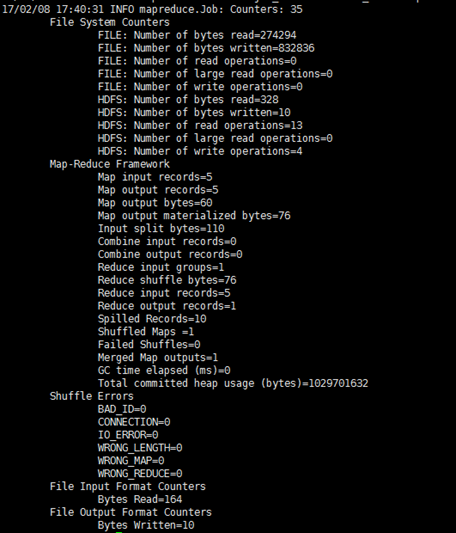 17/02/08 17:40:31 INFO mapreduce.Job: Counters: 35
File System Counters
FILE: Number of bytes read=274294
FILE: Number of bytes written=832836
FILE: Number of read operations=0
FILE: Number of large read operations=0
FILE: Number of write operations=0
HDFS: Number of bytes read=328
HDFS: Number of bytes written=10
HDFS: Number of read operations=13
HDFS: Number of large read operations=0
HDFS: Number of write operations=4
Map-Reduce Framework
Map input records=5
Map output records=5
Map output bytes=60
Map output materialized bytes=76
Input split bytes=110
Combine input records=0
Combine output records=0
Reduce input groups=1
Reduce shuffle bytes=76
Reduce input records=5
Reduce output records=1
Spilled Records=10
Shuffled Maps =1
Failed Shuffles=0
Merged Map outputs=1
GC time elapsed (ms)=0
Total committed heap usage (bytes)=1029701632
Shuffle Errors
BAD_ID=0
CONNECTION=0
IO_ERROR=0
WRONG_LENGTH=0
WRONG_MAP=0
WRONG_REDUCE=0
File Input Format Counters
Bytes Read=164
File Output Format Counters
Bytes Written=10